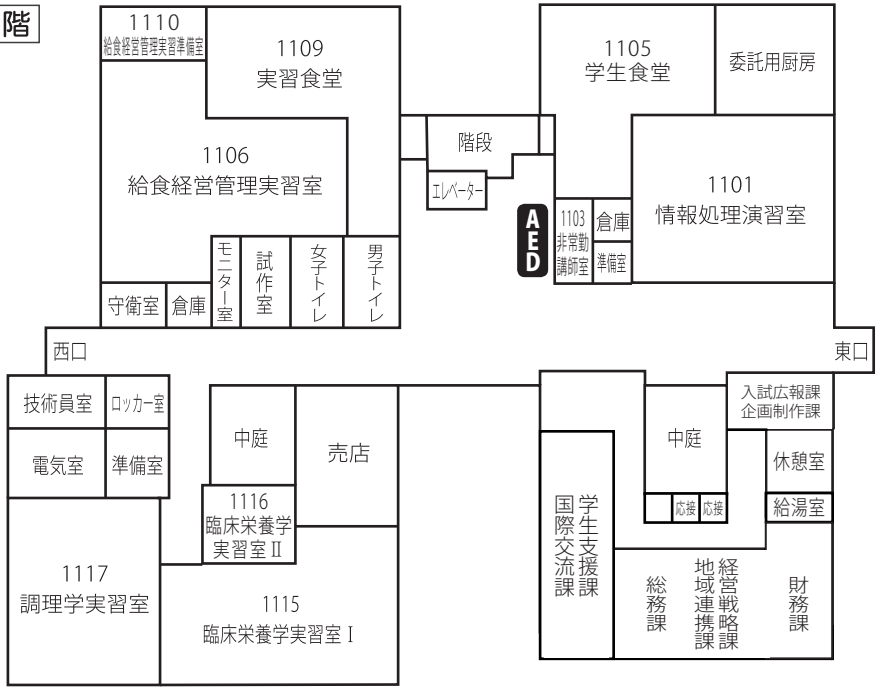 階
1110
給食経営管理実習準備室
1109
実習食堂
1105
学生食堂
委託用厨房
階段
エレベーター
1106
給食経営管理実習室
1101
情報処理演習室
AED
1103
非常勤
講師室
倉庫
準備室
守衛室
倉庫
モニター室
試作室
女子トイレ
男子トイレ
西口
東口
技術員室
ロッカー室
電気室
準備室
中庭
売店
1116
臨床栄養学
実習室Ⅱ
1117
調理学実習室
1115
臨床栄養学実習室Ⅰ
中庭
入試広報課
企画制作課
休憩室
応接
応接
給湯室
学生支援課
国際交流課
総務課
経営戦略課
地域連携課
財務課